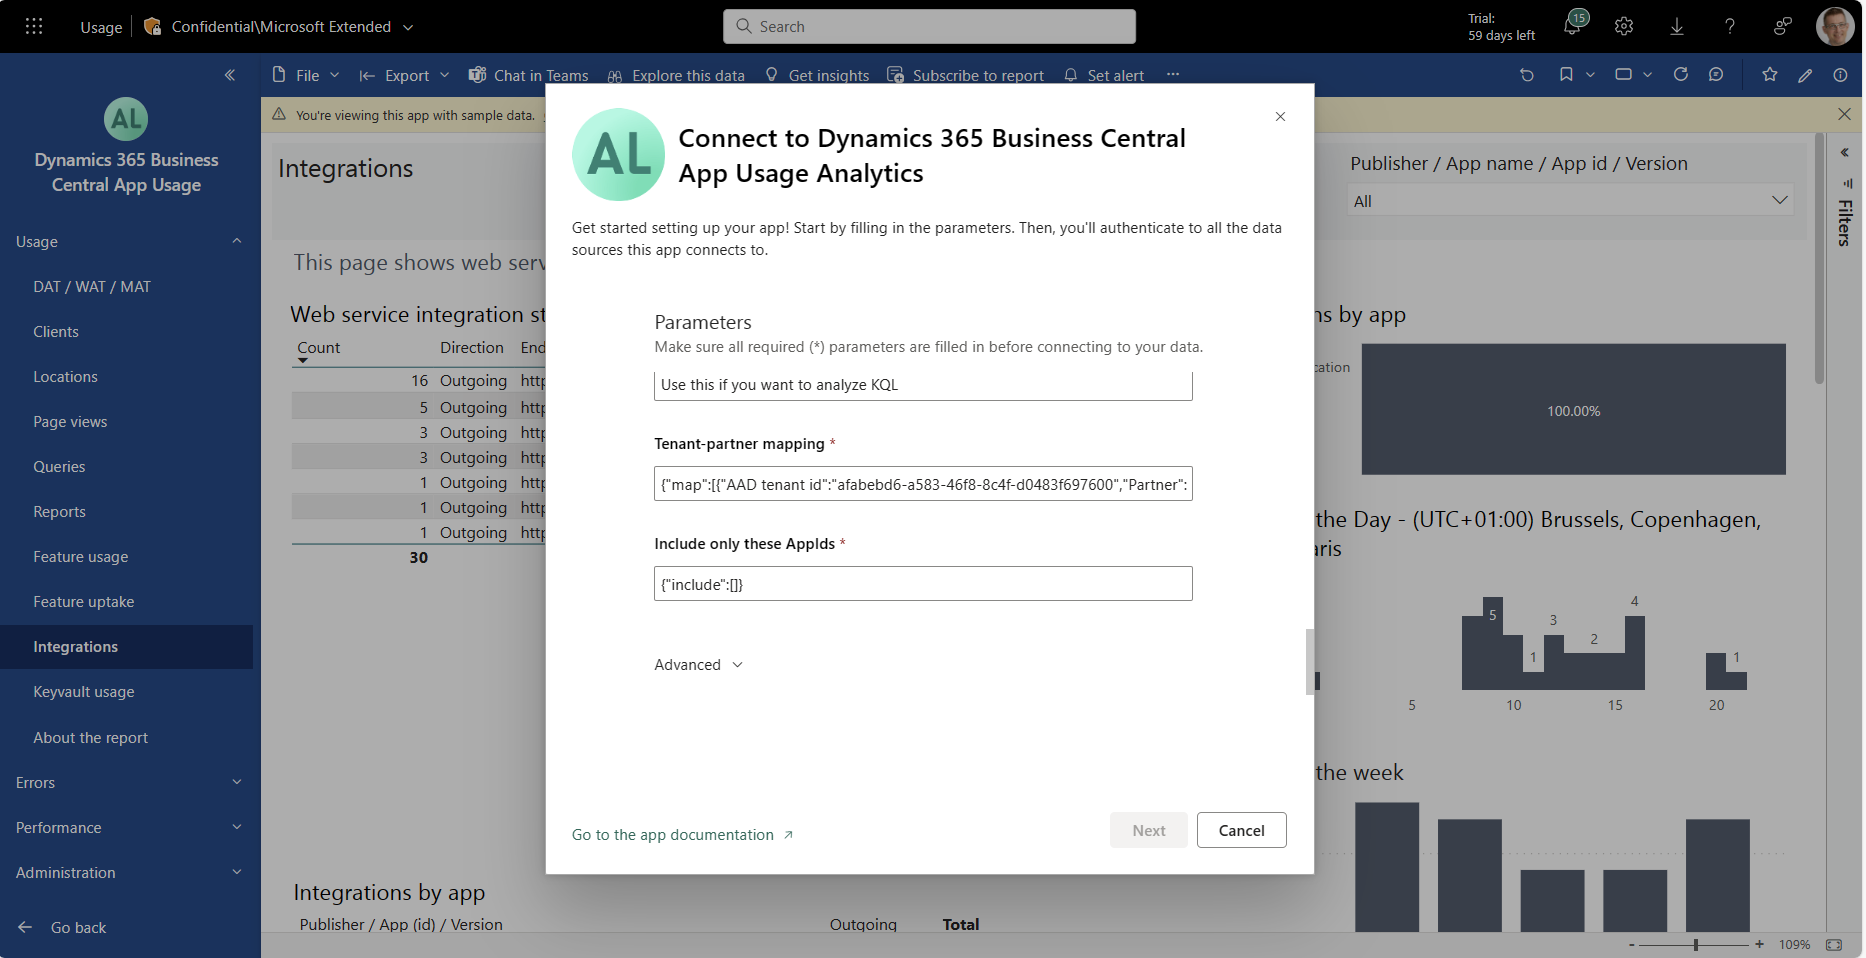 Usage
Confidential\Microsoft Extended
Search
Trial:
59 days left
15
File
Export
Chat in Teams
Explore this data
Get insights
Subscribe to report
Set alert
AL
Dynamics 365 Business
Central App Usage
Usage
DAT / WAT / MAT
Clients
Locations
Page views
Queries
Reports
Feature usage
Feature uptake
Integrations
Keyvault usage
About the report
Errors
Performance
Administration
Go back
You're viewing this app with sample data.
Integrations
Publisher / App name / App id / Version
All
Filters
This page shows web serv
Web service integration st
Count Direction End
16 Outgoing http
5 Outgoing http
3 Outgoing http
3 Outgoing http
1 Outgoing http
1 Outgoing http
1 Outgoing http
30
AL
Connect to Dynamics 365 Business Central
App Usage Analytics
Get started setting up your app! Start by filling in the parameters. Then, you'll authenticate to all the data
sources this app connects to.
Parameters
Make sure all required (*) parameters are filled in before connecting to your data.
Use this if you want to analyze KQL
Tenant-partner mapping *
{"map":[{"AAD tenant id":"afabebd6-a583-46f8-8c4f-d0483f697600","Partner":
Include only these AppIds *
{"include":[]}
Advanced
Go to the app documentation
Next
Cancel
ns by app
cation
100.00%
the Day - (UTC+01:00) Brussels, Copenhagen,
aris
5
1
3
2
4
1
5 10 15 20
the week
Integrations by app
Publisher / App (id) / Version Outgoing Total
- + 109%